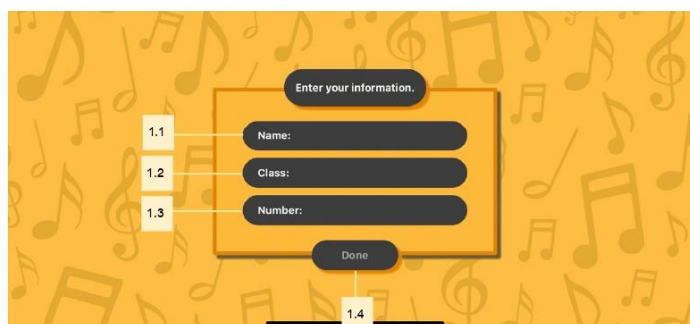 Enter your information.
1.1 Name:
1.2 Class:
1.3 Number:
Done
1.4